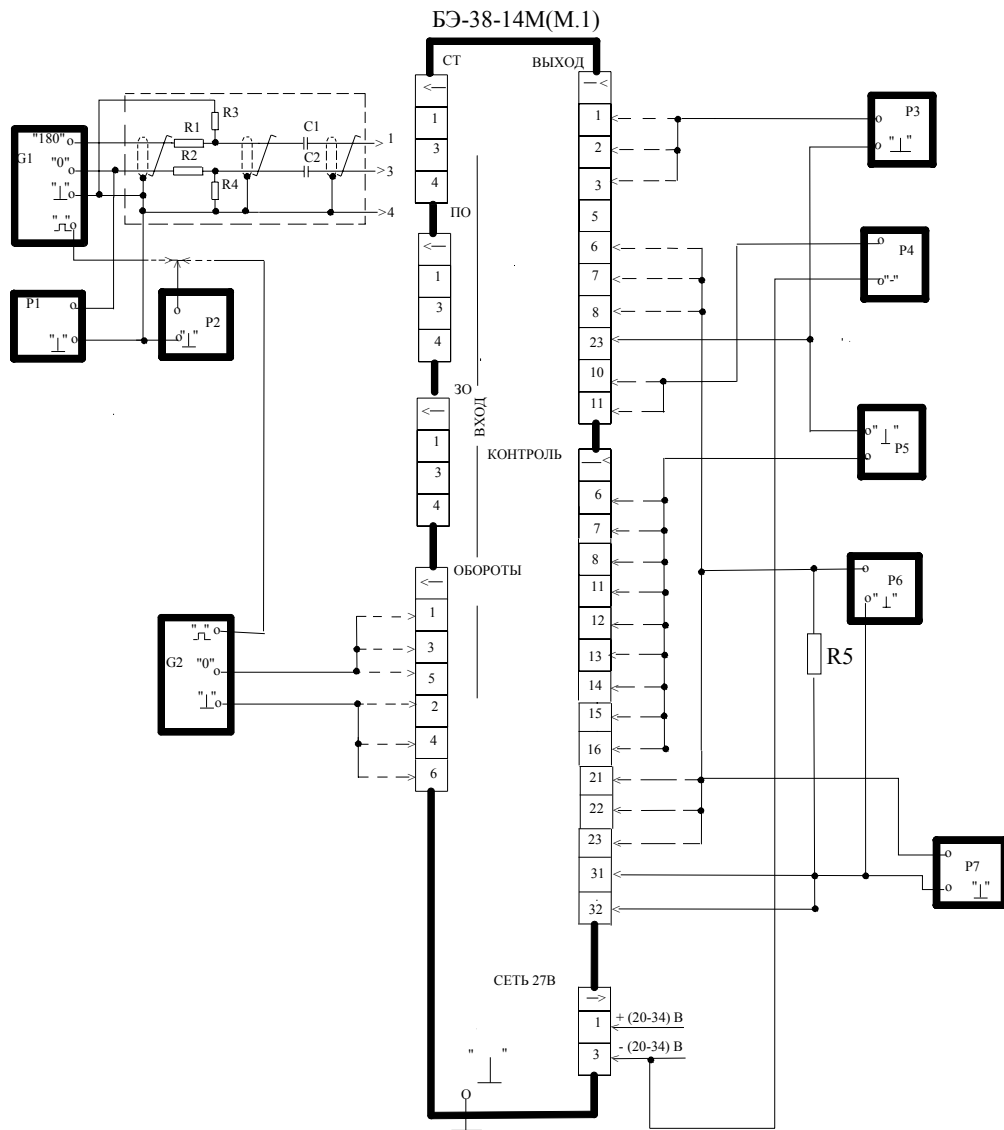 БЭ-38-14М(М.1)
СТ
ВЫХОД
1
3
4
ПО
1
3
4
ЗО
1
3
4
ВХОД
ОБОРОТЫ
1
3
5
2
4
6
1
2
3
5
6
7
8
23
10
11
КОНТРОЛЬ
6
7
8
11
12
13
14
15
16
21
22
23
31
32
СЕТЬ 27В
1
+ (20-34) В
3
- (20-34) В
"180"
G1
"0"
"⊥"
"⎍"
R3
R1
R2
R4
C1
C2
1
3
4
P1
"⊥"
P2
"⊥"
G2
"⎍"
"0"
"⊥"
P3
"⊥"
P4
"-"
"⊥"
P5
P6
"⊥"
R5
P7
"⊥"
"⊥"